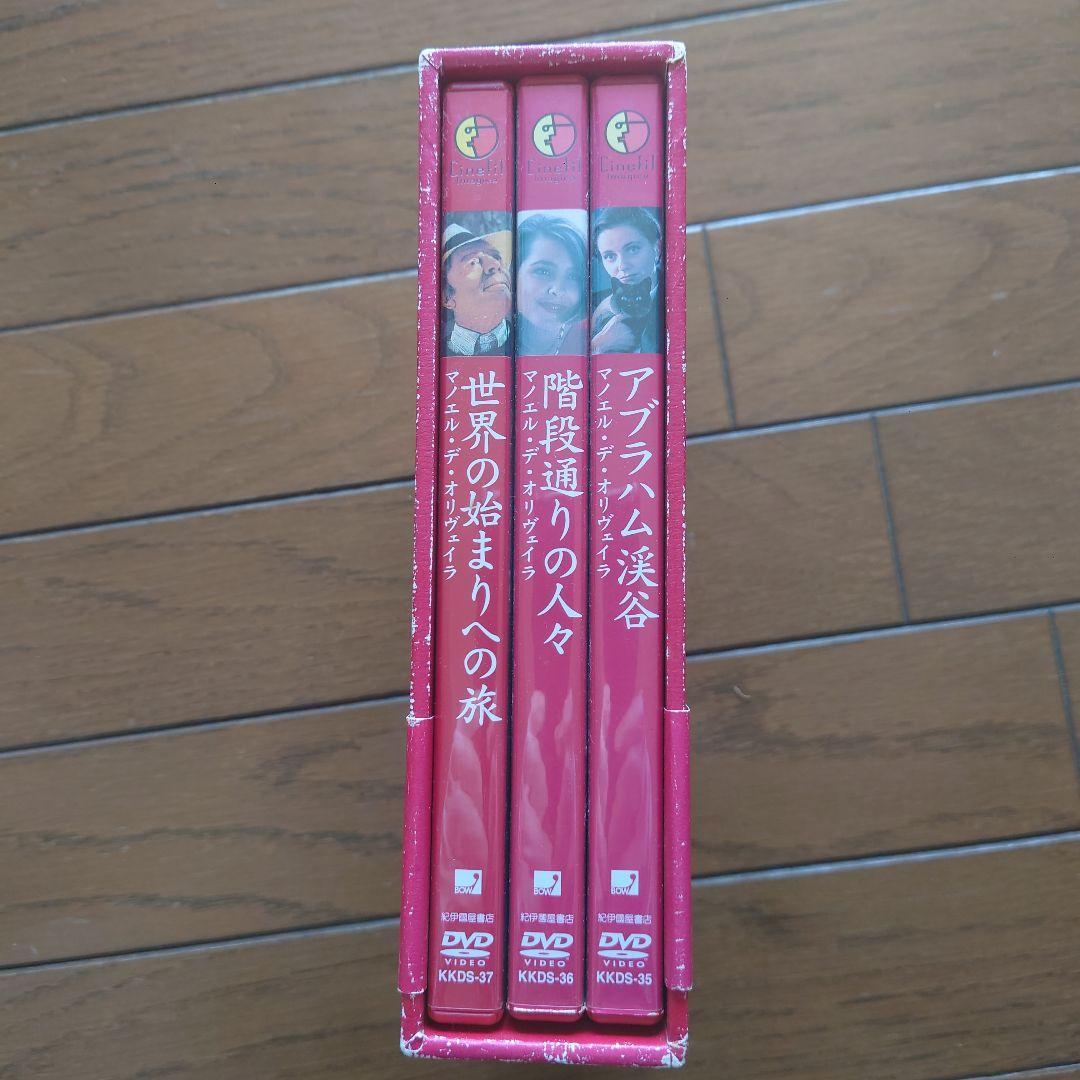 Cinefil
Imagica
世界の始まりへの旅
マノエル・デ・オリヴェイラ
BOW
紀伊國屋書店
DVD
VIDEO
KKDS-37
Cinefil
Imagica
階段通りの人々
マノエル・デ・オリヴェイラ
BOW
紀伊國屋書店
DVD
VIDEO
KKDS-36
Cinefil
Imagica
アブラハム渓谷
マノエル・デ・オリヴェイラ
BOW
紀伊國屋書店
DVD
VIDEO
KKDS-35